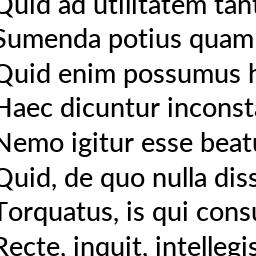 Quid ad utilitatem tant
Sumenda potius quam
Quid enim possumus h
Haec dicuntur inconsta
Nemo igitur esse beatu
Quid, de quo nulla diss
Torquatus, is qui consu
Recte, inquit, intellegis